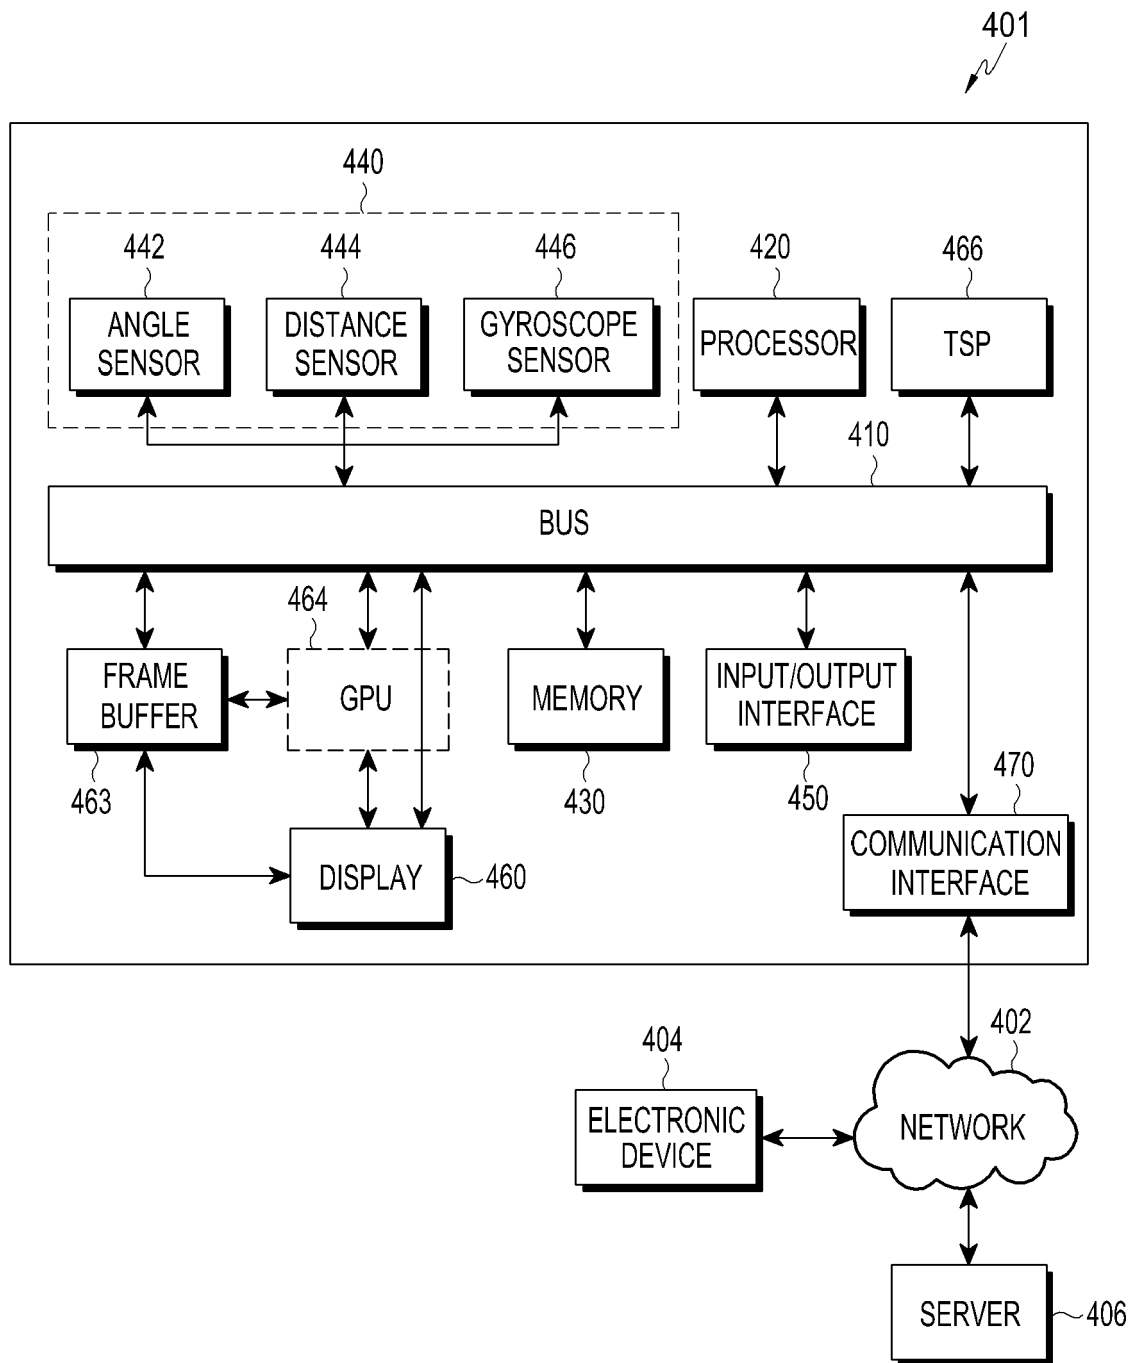 401
440
442
444
446
420
466
ANGLE
SENSOR
DISTANCE
SENSOR
GYROSCOPE
SENSOR
PROCESSOR
TSP
410
BUS
464
FRAME
BUFFER
GPU
MEMORY
INPUT/OUTPUT
INTERFACE
463
430
450
470
DISPLAY
460
COMMUNICATION
INTERFACE
404
402
ELECTRONIC
DEVICE
NETWORK
SERVER
406